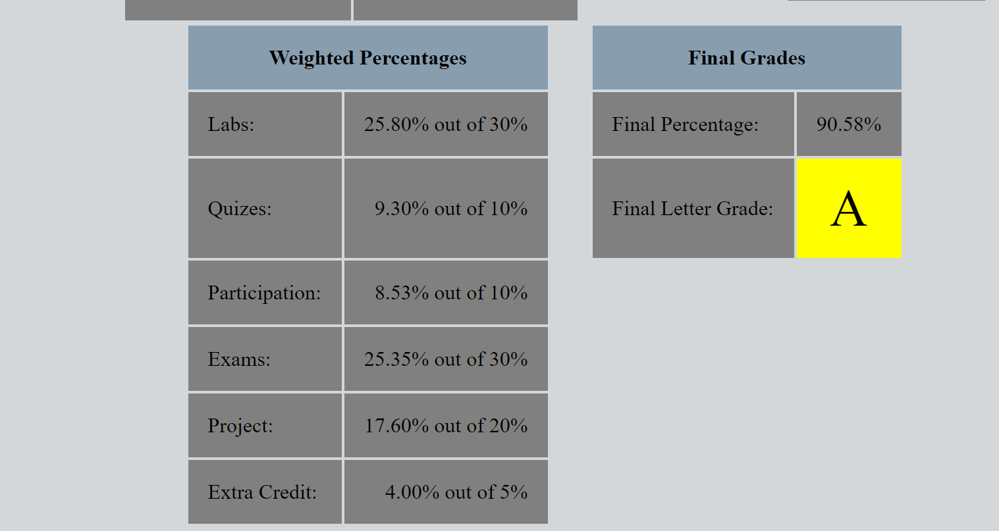 Weighted Percentages
Labs: 25.80% out of 30%
Quizes: 9.30% out of 10%
Participation: 8.53% out of 10%
Exams: 25.35% out of 30%
Project: 17.60% out of 20%
Extra Credit: 4.00% out of 5%
Final Grades
Final Percentage: 90.58%
Final Letter Grade: A